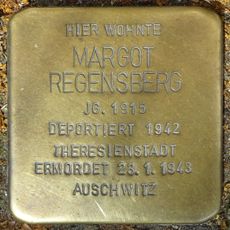 HIER WOHNTE
MARGOT
REGENSBERG
JG. 1915
DEPORTIERT 1942
THERESIENSTADT
ERMORDET 23.1.1943
AUSCHWITZ